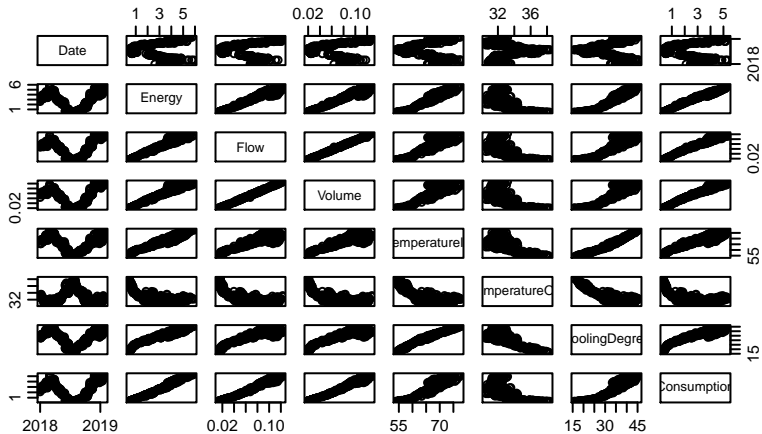 1 3 5 0.02 0.10 32 36 1 3 5
Date 2018
1 6 Energy
Flow 0.02
0.02 Volume
emperatureI 55
32 mperatureO
15 oolingDegre
1 Consumption
2018 2019 0.02 0.10 55 70 15 30 45